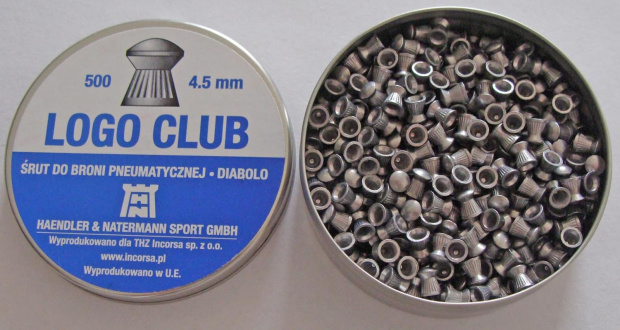 500 4.5 mm
LOGO CLUB
ŚRUT DO BRONI PNEUMATYCZNEJ • DIABOLO
HN
HAENDLER & NATERMANN SPORT GMBH
Wyprodukowano dla THZ Incorsa sp. z o.o.
www.incorsa.pl
Wyprodukowano w U.E.